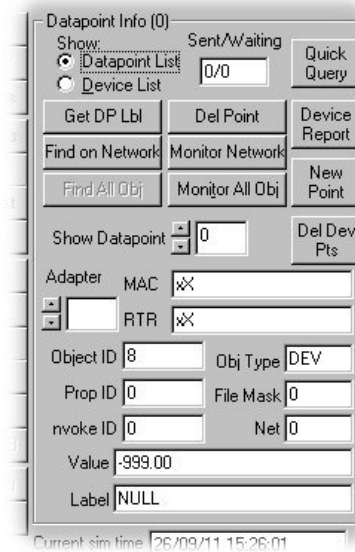 Datapoint Info (0)
Show:
Sent/Waiting
Datapoint List
0/0
Device List
Quick Query
Get DP Lbl
Del Point
Device Report
Find on Network
Monitor Network
Find All Obj
Monitor All Obj
New Point
Show Datapoint
0
Del Dev Pts
Adapter
MAC
xX
RTR
xX
Object ID
8
Obj Type
DEV
Prop ID
0
File Mask
0
nvoke ID
0
Net
0
Value
-999.00
Label
NULL
Current sim time
26/09/11 15:26:01